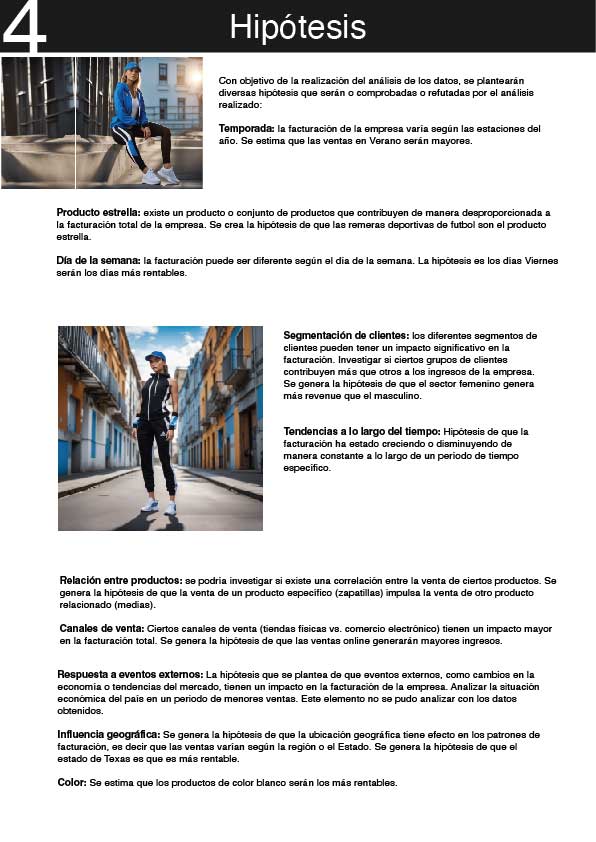 4
Hipótesis
Con objetivo de la realización del análisis de los datos, se plantearán
diversas hipótesis que serán o comprobadas o refutadas por el análisis
realizado:
Temporada: la facturación de la empresa varía según las estaciones del
año. Se estima que las ventas en Verano serán mayores.
Producto estrella: existe un producto o conjunto de productos que contribuyen de manera desproporcionada a
la facturación total de la empresa. Se crea la hipótesis de que las remeras deportivas de futbol son el producto
estrella.
Día de la semana: la facturación puede ser diferente según el día de la semana. La hipótesis es los días Viernes
serán los días más rentables.
Segmentación de clientes: los diferentes segmentos de
clientes pueden tener un impacto significativo en la
facturación. Investigar si ciertos grupos de clientes
contribuyen más que otros a los ingresos de la empresa.
Se genera la hipótesis de que el sector femenino genera
más revenue que el masculino.
Tendencias a lo largo del tiempo: Hipótesis de que la
facturación ha estado creciendo o disminuyendo de
manera constante a lo largo de un periodo de tiempo
específico.
Relación entre productos: se podría investigar si existe una correlación entre la venta de ciertos productos. Se
genera la hipótesis de que la venta de un producto específico (zapatillas) impulsa la venta de otro producto
relacionado (medias).
Canales de venta: Ciertos canales de venta (tiendas físicas vs. comercio electrónico) tienen un impacto mayor
en la facturación total. Se genera la hipótesis de que las ventas online generarán mayores ingresos.
Respuesta a eventos externos: La hipótesis que se plantea de que eventos externos, como cambios en la
economía o tendencias del mercado, tienen un impacto en la facturación de la empresa. Analizar la situación
económica del país en un período de menores ventas. Este elemento no se pudo analizar con los datos
obtenidos.
Influencia geográfica: Se genera la hipótesis de que la ubicación geográfica tiene efecto en los patrones de
facturación, es decir que las ventas varían según la región o el Estado. Se genera la hipótesis de que el
estado de Texas es que es más rentable.
Color: Se estima que los productos de color blanco serán los más rentables.